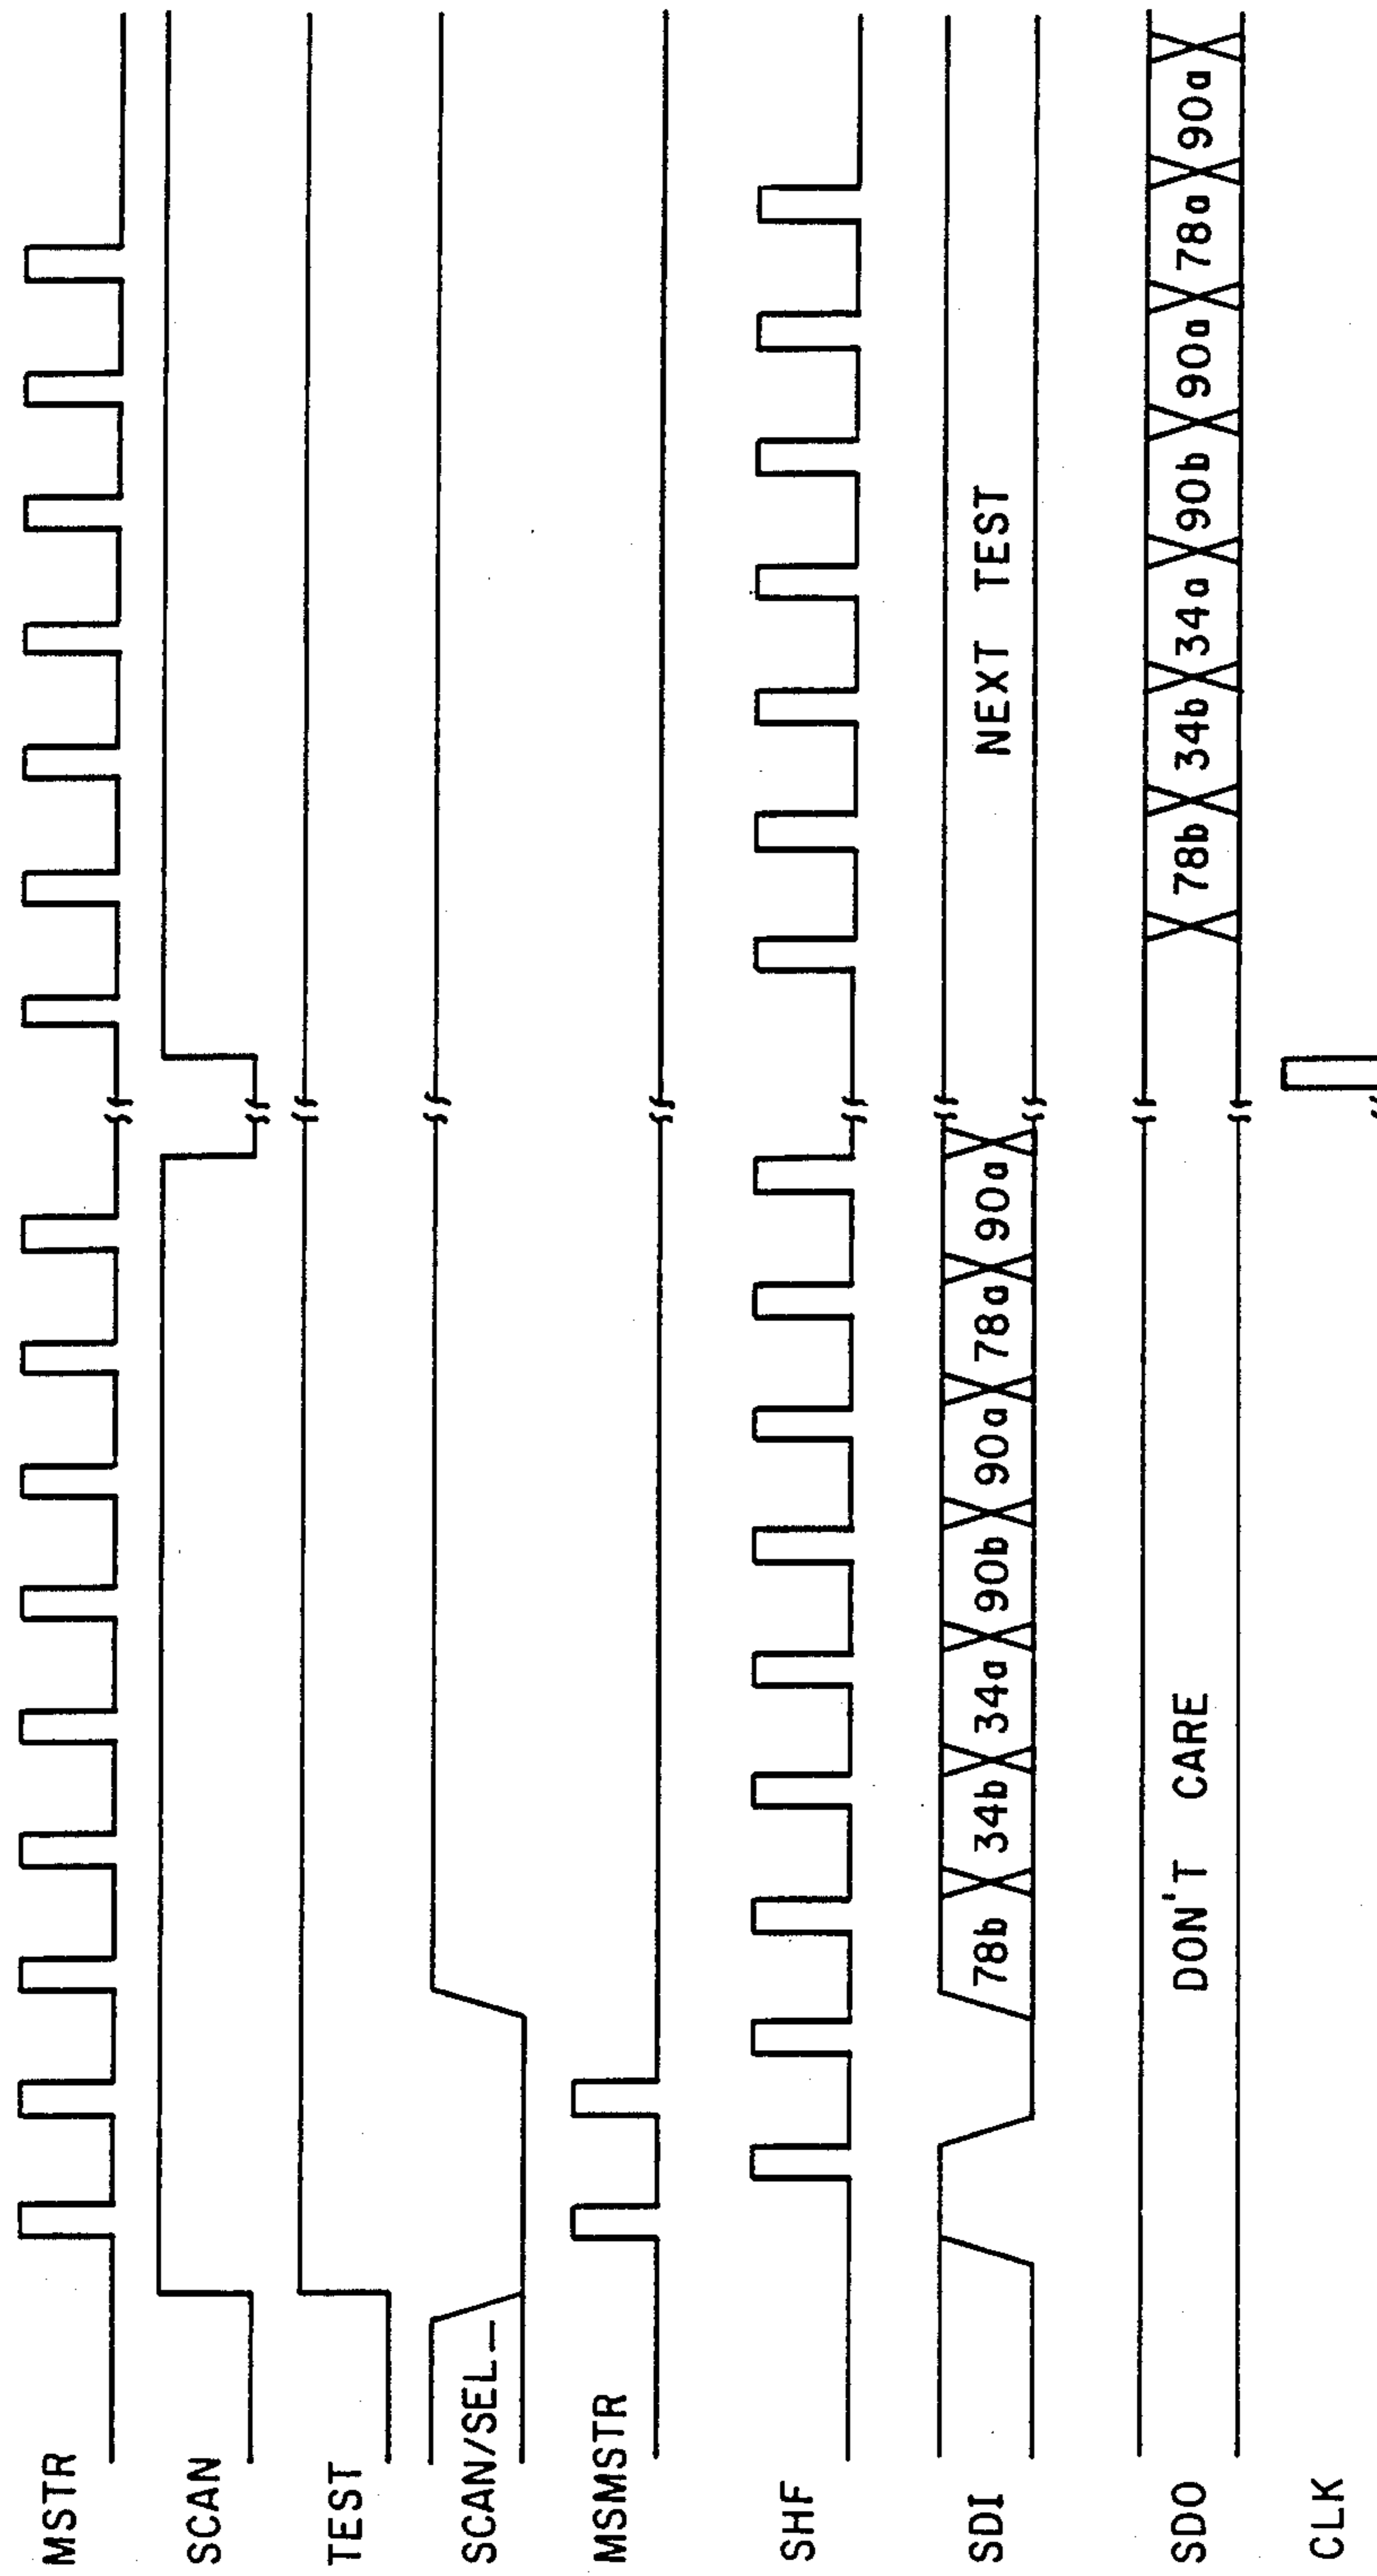 MSTR
SCAN
TEST
SCAN/SEL_
MSMSTR
SHF
SDI
78b 34b 34a 90b 90a 78a 90a
NEXT TEST
SDO
DON'T CARE
78b 34b 34a 90b 90a 78a 90a
CLK